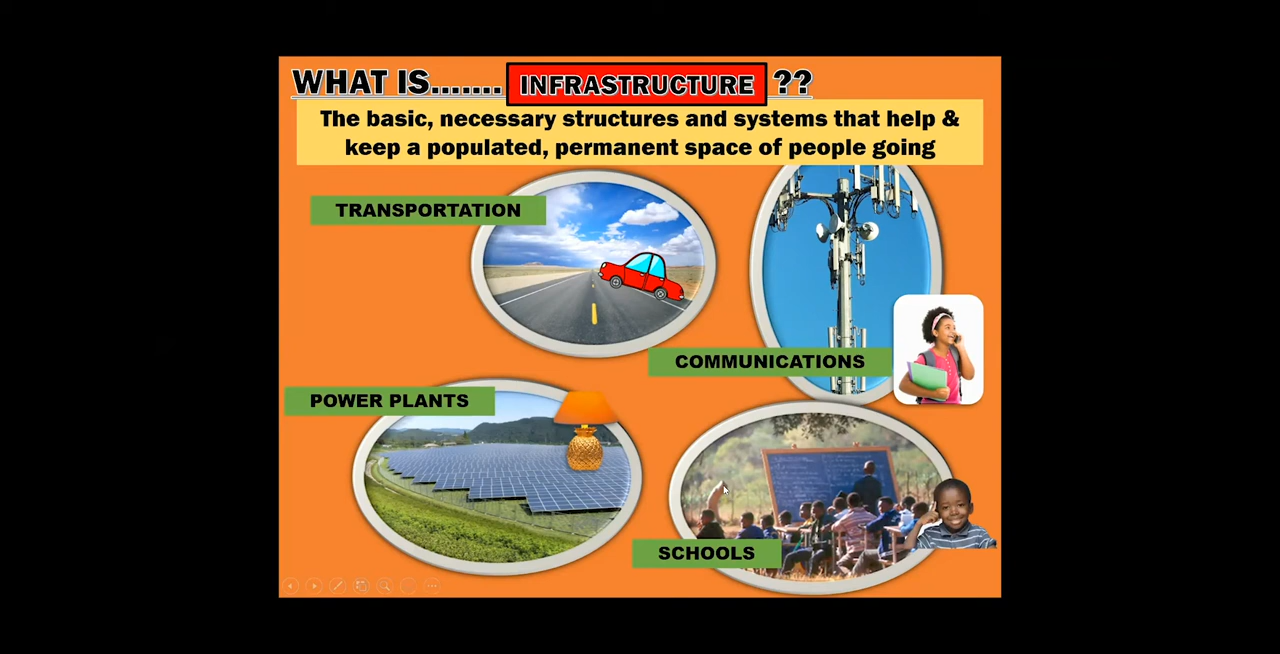 WHAT IS....... INFRASTRUCTURE ??
The basic, necessary structures and systems that help &
keep a populated, permanent space of people going
TRANSPORTATION
COMMUNICATIONS
POWER PLANTS
SCHOOLS